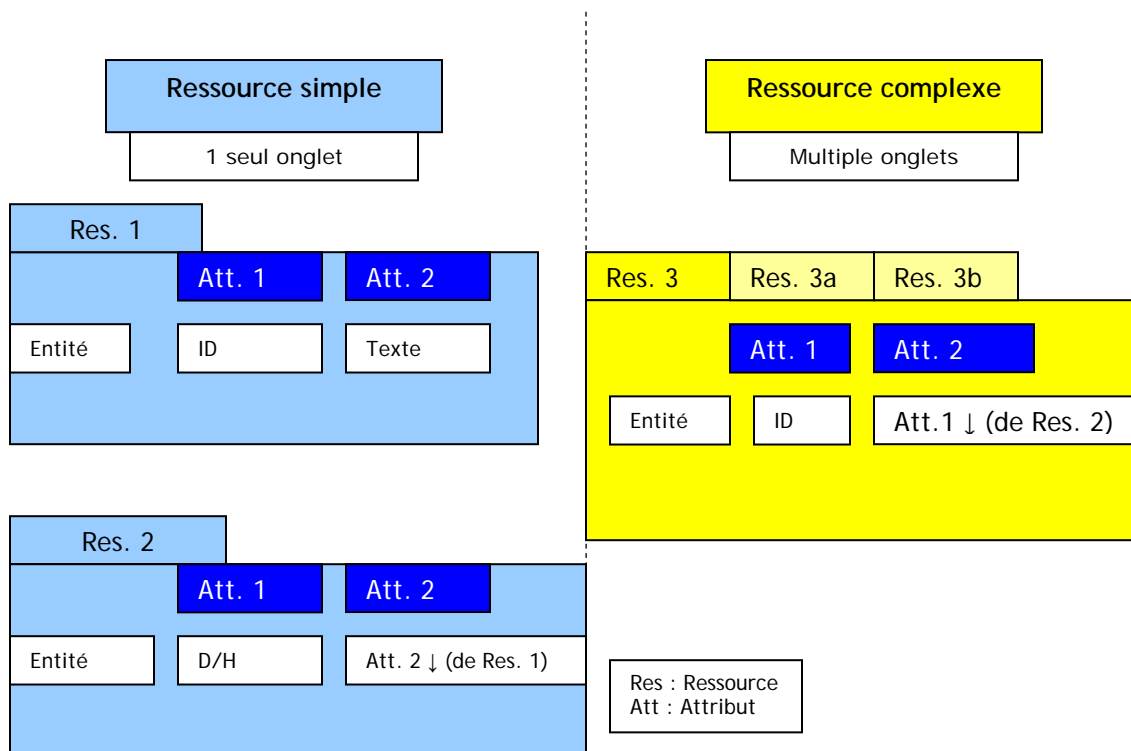 Ressource simple
1 seul onglet
Res. 1
Att. 1 Att. 2
Entité ID Texte
Res. 2
Att. 1 Att. 2
Entité D/H Att. 2 ↓ (de Res. 1)
Ressource complexe
Multiple onglets
Res. 3 Res. 3a Res. 3b
Att. 1 Att. 2
Entité ID Att.1 ↓ (de Res. 2)
Res : Ressource
Att : Attribut